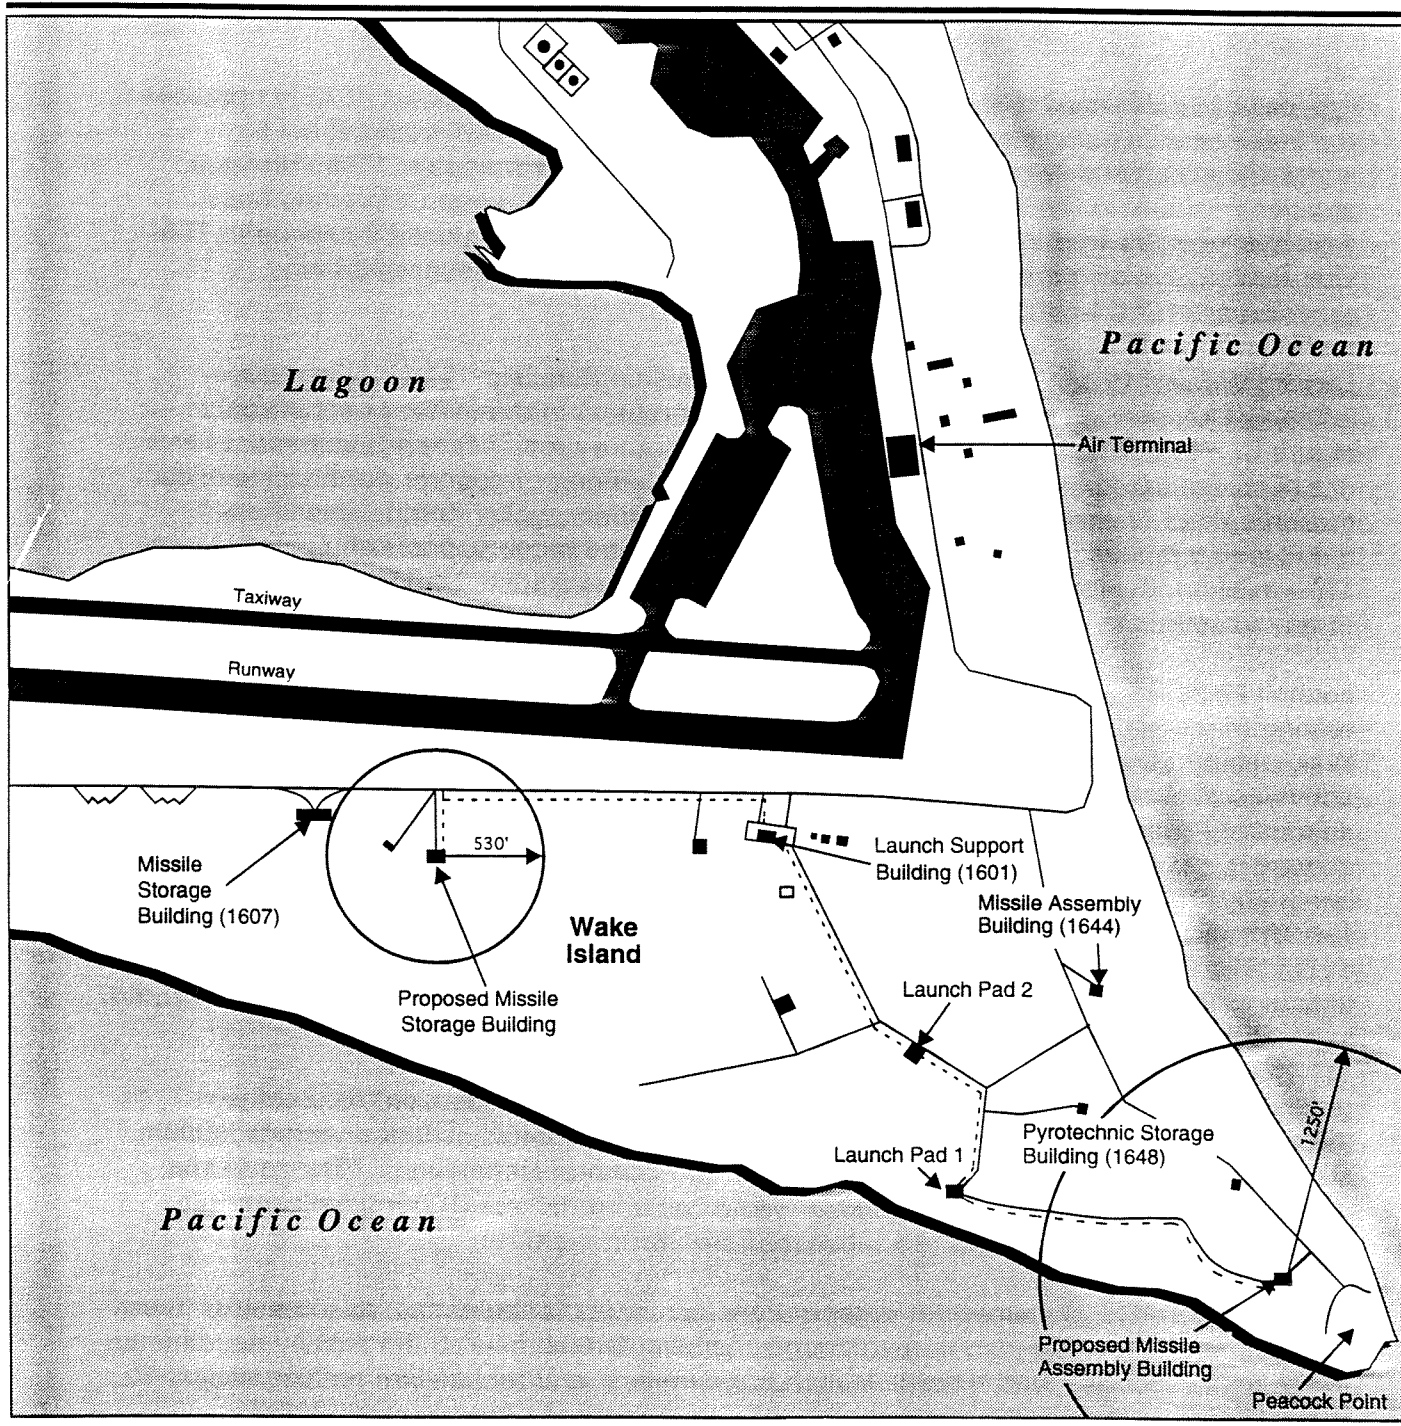 Pacific Ocean
Lagoon
Air Terminal
Taxiway
Runway
530'
Launch Support
Building (1601)
Missile
Storage
Building (1607)
Missile Assembly
Building (1644)
Wake
Island
Proposed Missile
Storage Building
Launch Pad 2
1250'
Pyrotechnic Storage
Building (1648)
Launch Pad 1
Pacific Ocean
Proposed Missile
Assembly Building
Peacock Point